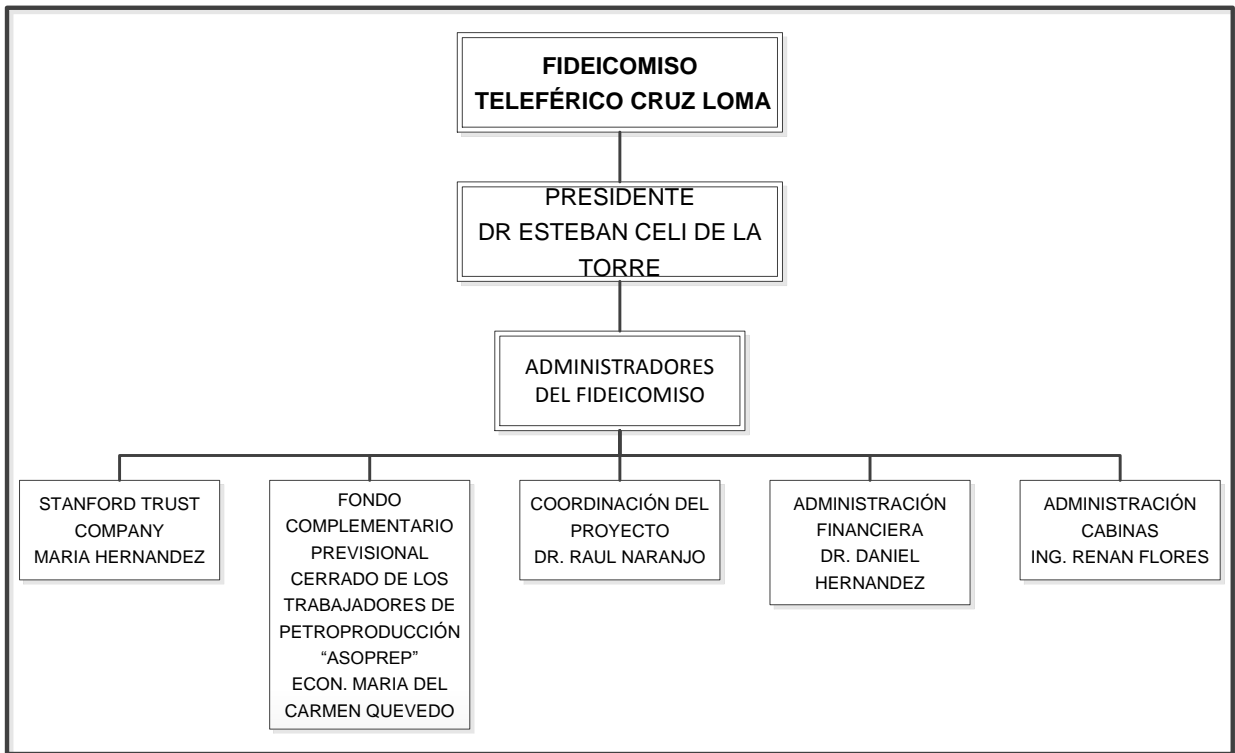 FIDEICOMISO
TELEFÉRICO CRUZ LOMA
PRESIDENTE
DR ESTEBAN CELI DE LA
TORRE
ADMINISTRADORES
DEL FIDEICOMISO
STANFORD TRUST
COMPANY
MARIA HERNANDEZ
FONDO
COMPLEMENTARIO
PREVISIONAL
CERRADO DE LOS
TRABAJADORES DE
PETROPRODUCCIÓN
“ASOPREP”
ECON. MARIA DEL
CARMEN QUEVEDO
COORDINACIÓN DEL
PROYECTO
DR. RAUL NARANJO
ADMINISTRACIÓN
FINANCIERA
DR. DANIEL
HERNANDEZ
ADMINISTRACIÓN
CABINAS
ING. RENAN FLORES